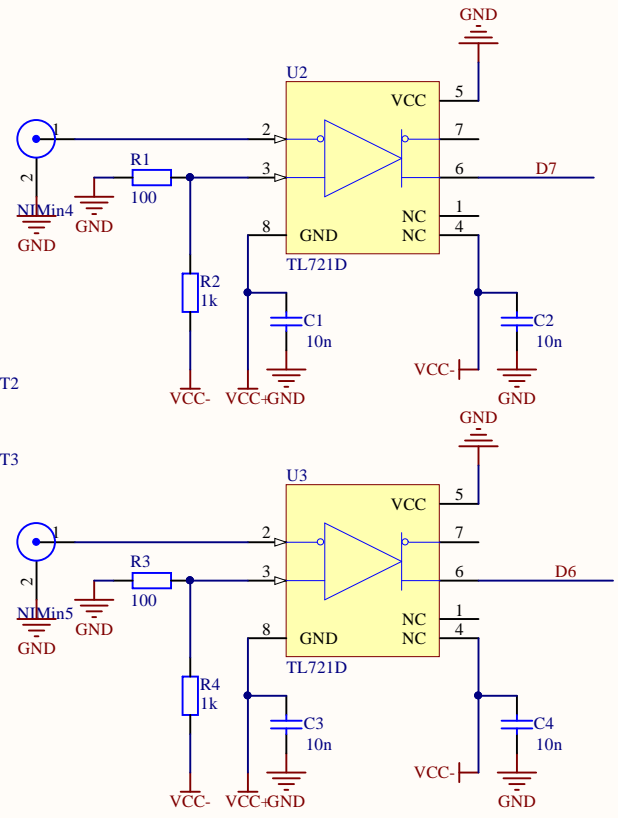 GND
U2
VCC 5
1 2 7
R1 3 6 D7
2 100
NIMin4 NC 1
GND GND 8 GND NC 4
TL721D
R2
1k C1 C2
10n 10n
VCC-
T2
VCC- VCC+ GND GND
GND
T3
U3
VCC 5
1 2 7
R3 3 6 D6
2 100
NIMin5 NC 1
GND GND 8 GND NC 4
TL721D
R4
1k C3 C4
10n 10n
VCC-
VCC- VCC+ GND GND